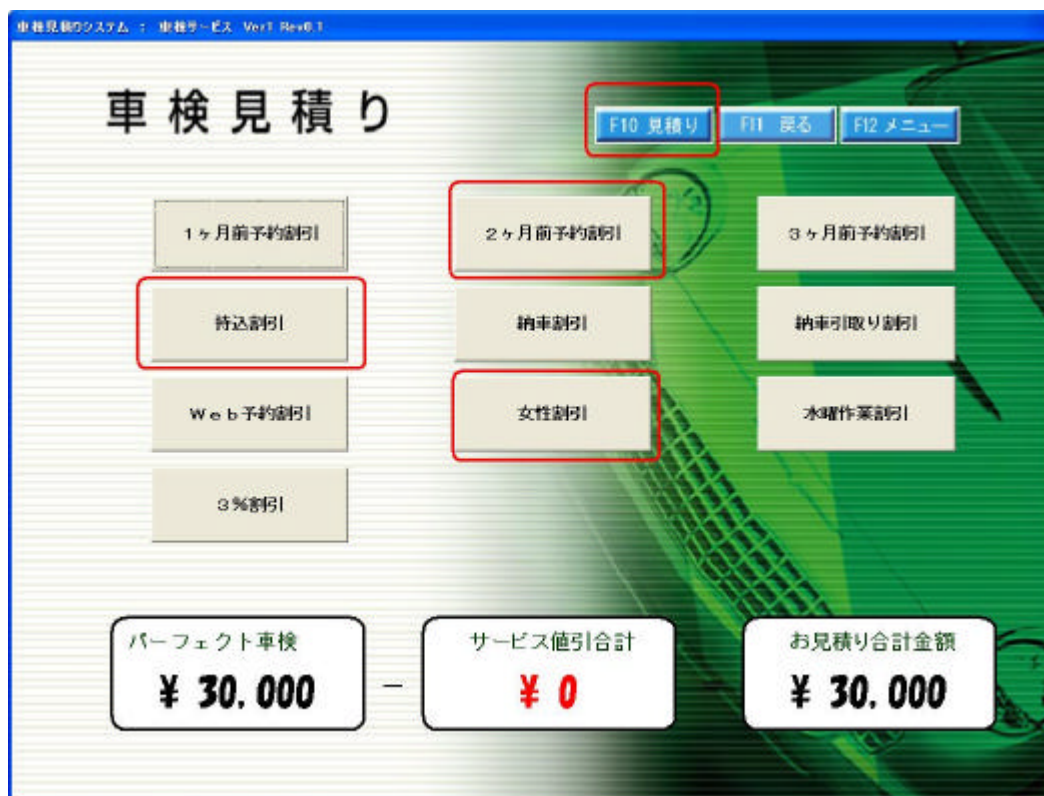 車検見積りシステム ： 車検サービス Ver1 Rev0.1
車検見積り
F10 見積り
F11 戻る
F12 メニュー
1ヶ月前予約割引
2ヶ月前予約割引
3ヶ月前予約割引
持込割引
納車割引
納車引取り割引
Web予約割引
女性割引
水曜作業割引
3%割引
パーフェクト車検
サービス値引合計
お見積り合計金額
¥ 30.000
－
¥ 0
¥ 30.000